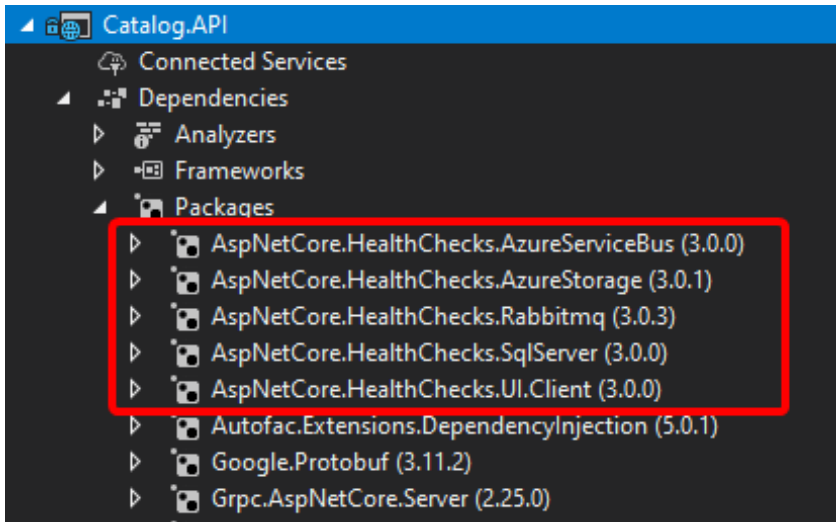 Catalog.API
Connected Services
Dependencies
Analyzers
Frameworks
Packages
AspNetCore.HealthChecks.AzureServiceBus (3.0.0)
AspNetCore.HealthChecks.AzureStorage (3.0.1)
AspNetCore.HealthChecks.Rabbitmq (3.0.3)
AspNetCore.HealthChecks.SqlServer (3.0.0)
AspNetCore.HealthChecks.UI.Client (3.0.0)
Autofac.Extensions.DependencyInjection (5.0.1)
Google.Protobuf (3.11.2)
Grpc.AspNetCore.Server (2.25.0)